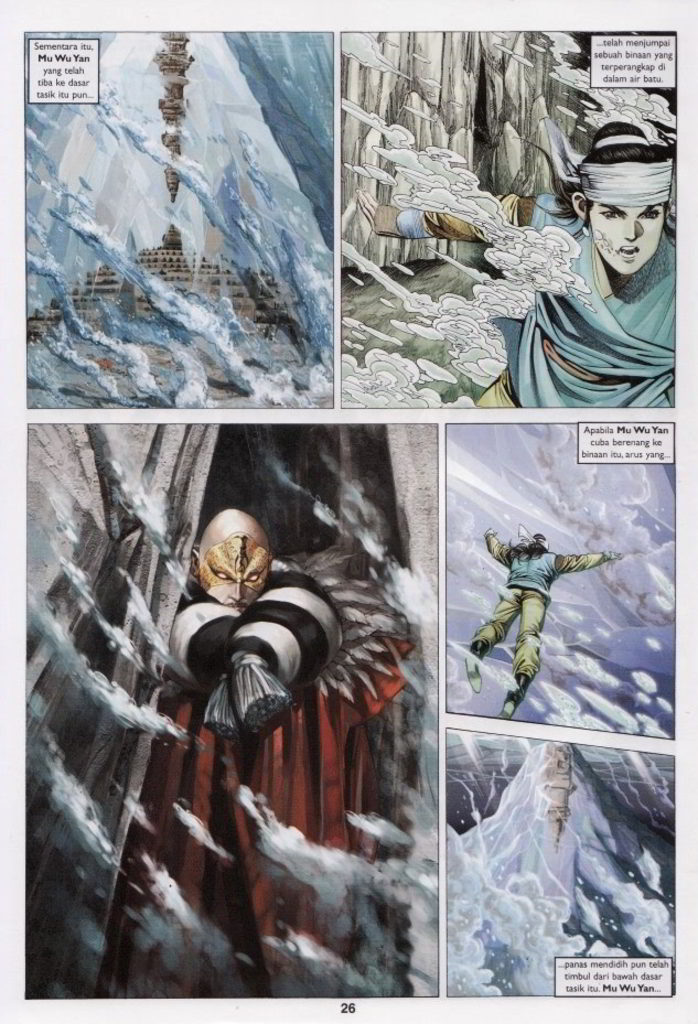 Sementara itu,
Mu Wu Yan
yang telah
tiba ke dasar
tasik itu pun...
...telah menjumpai
sebuah binaan yang
terperangkap di
dalam air batu.
Apabila Mu Wu Yan
cuba berenang ke
binaan itu, arus yang...
...panas mendidih pun telah
timbul dari bawah dasar
tasik itu. Mu Wu Yan...
26